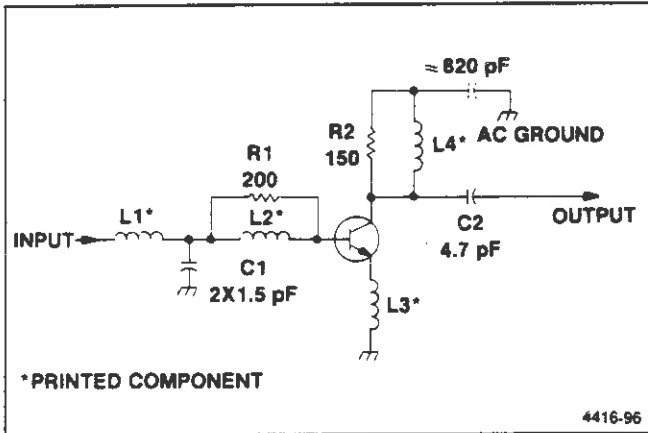 ≈ 820 pF
R2
150
L4*
AC GROUND
R1
200
L1*
L2*
INPUT
C1
2X1.5 pF
C2
4.7 pF
OUTPUT
L3*
*PRINTED COMPONENT
4416-96